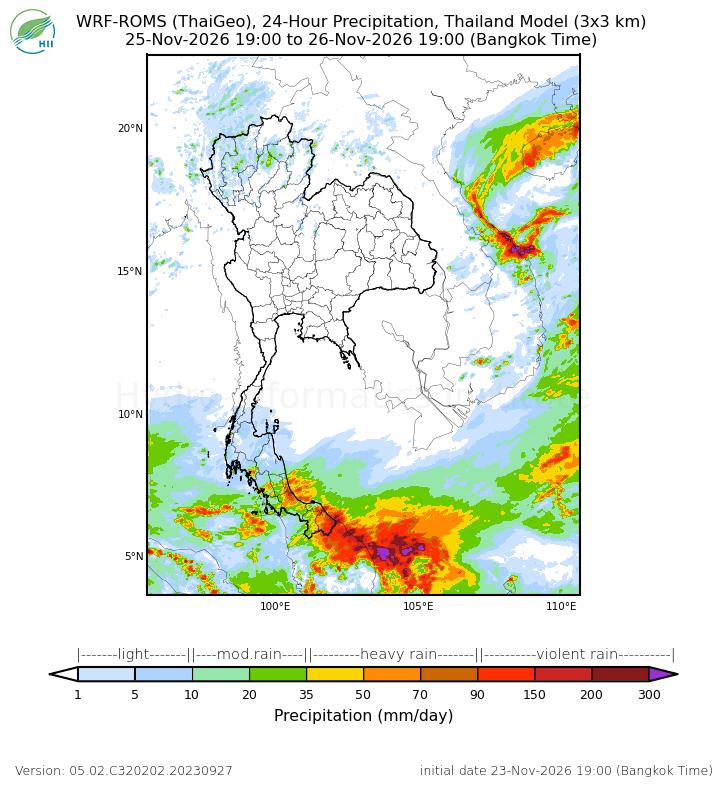 WRF-ROMS (ThaiGeo), 24-Hour Precipitation, Thailand Model (3x3 km)
25-Nov-2026 19:00 to 26-Nov-2026 19:00 (Bangkok Time)
HII
20°N
15°N
10°N
5°N
100°E 105°E 110°E
|-------light-------||----mod.rain----||---------heavy rain---------||----------violent rain----------|
1 5 10 20 35 50 70 90 150 200 300
Precipitation (mm/day)
Version: 05.02.C320202.20230927
initial date 23-Nov-2026 19:00 (Bangkok Time)